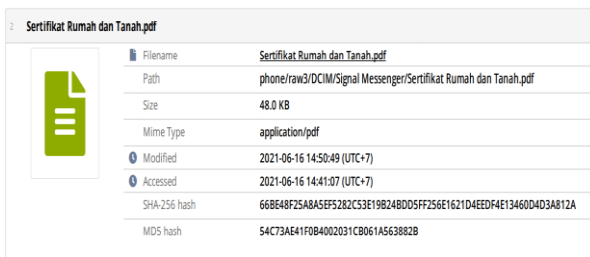 2 Sertifikat Rumah dan Tanah.pdf
Filename Sertifikat Rumah dan Tanah.pdf
Path phone/raw3/DCIM/Signal Messenger/Sertifikat Rumah dan Tanah.pdf
Size 48.0 KB
Mime Type application/pdf
Modified 2021-06-16 14:50:49 (UTC+7)
Accessed 2021-06-16 14:41:07 (UTC+7)
SHA-256 hash 66BE48F25A8A5EF5282C53E19B24BDD5FF256E1621D4EEDF4E13460D4D3A812A
MD5 hash 54C73AE41F0B4002031CB061A563882B